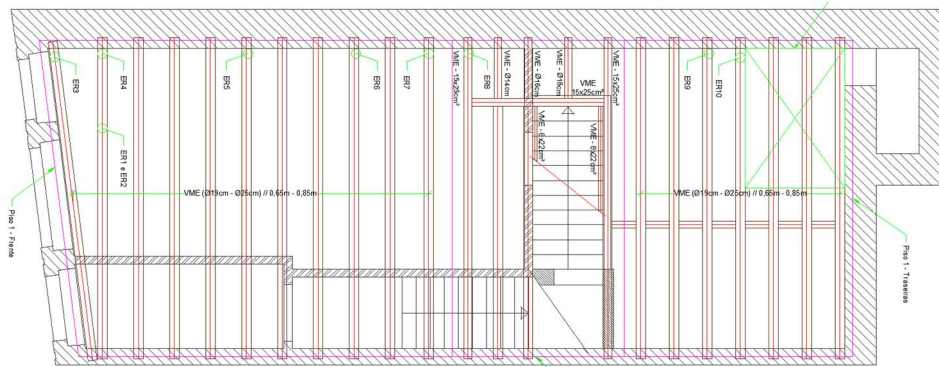 ER3
ER4
ER5
ER6
ER7
VME - 15x25cm²
ER8
VME - Ø14cm
VME - Ø16cm
VME - Ø16cm
VME
15x25cm²
VME - 15x25cm²
ER9
ER10
ER1 e ER2
VME - 8x22cm²
VME - 8x22cm²
VME (Ø19cm - Ø25cm) // 0,65m - 0,85m
VME (Ø19cm - Ø25cm) // 0,65m - 0,85m
Piso 1 - Frente
Piso 1 - Traseiras